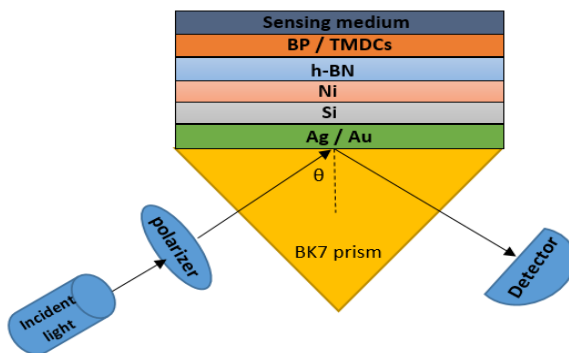 Sensing medium
BP / TMDCs
h-BN
Ni
Si
Ag / Au
θ
polarizer
BK7 prism
Incident
light
Detector